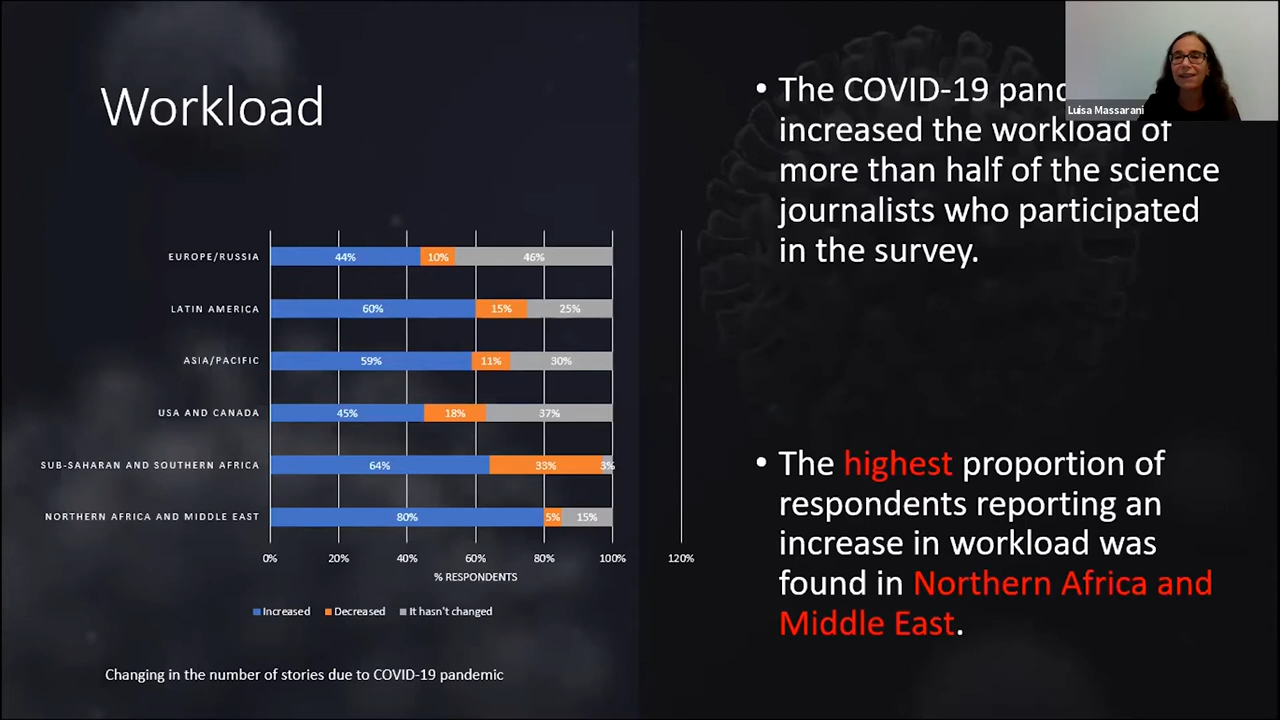 Workload
EUROPE/RUSSIA 44% 10% 46%
LATIN AMERICA 60% 15% 25%
ASIA/PACIFIC 59% 11% 30%
USA AND CANADA 45% 18% 37%
SUB-SAHARAN AND SOUTHERN AFRICA 64% 33% 3%
NORTHERN AFRICA AND MIDDLE EAST 80% 5% 15%
0% 20% 40% 60% 80% 100% 120%
% RESPONDENTS
Increased Decreased It hasn't changed
Changing in the number of stories due to COVID-19 pandemic
• The COVID-19
increased the workload of
more than half of the science
journalists who participated
in the survey.
• The highest proportion of
respondents reporting an
increase in workload was
found in Northern Africa and
Middle East.
Luisa Massarani